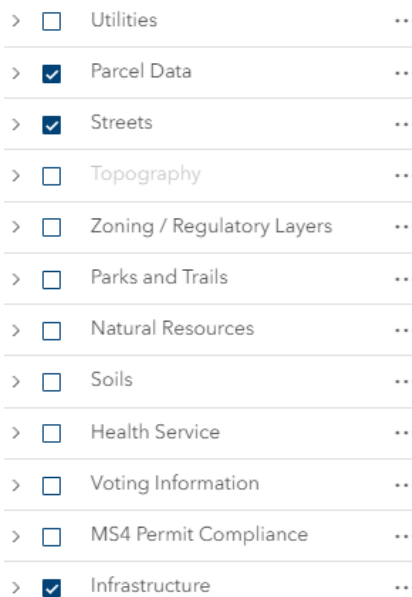 Utilities
Parcel Data
Streets
Topography
Zoning / Regulatory Layers
Parks and Trails
Natural Resources
Soils
Health Service
Voting Information
MS4 Permit Compliance
Infrastructure